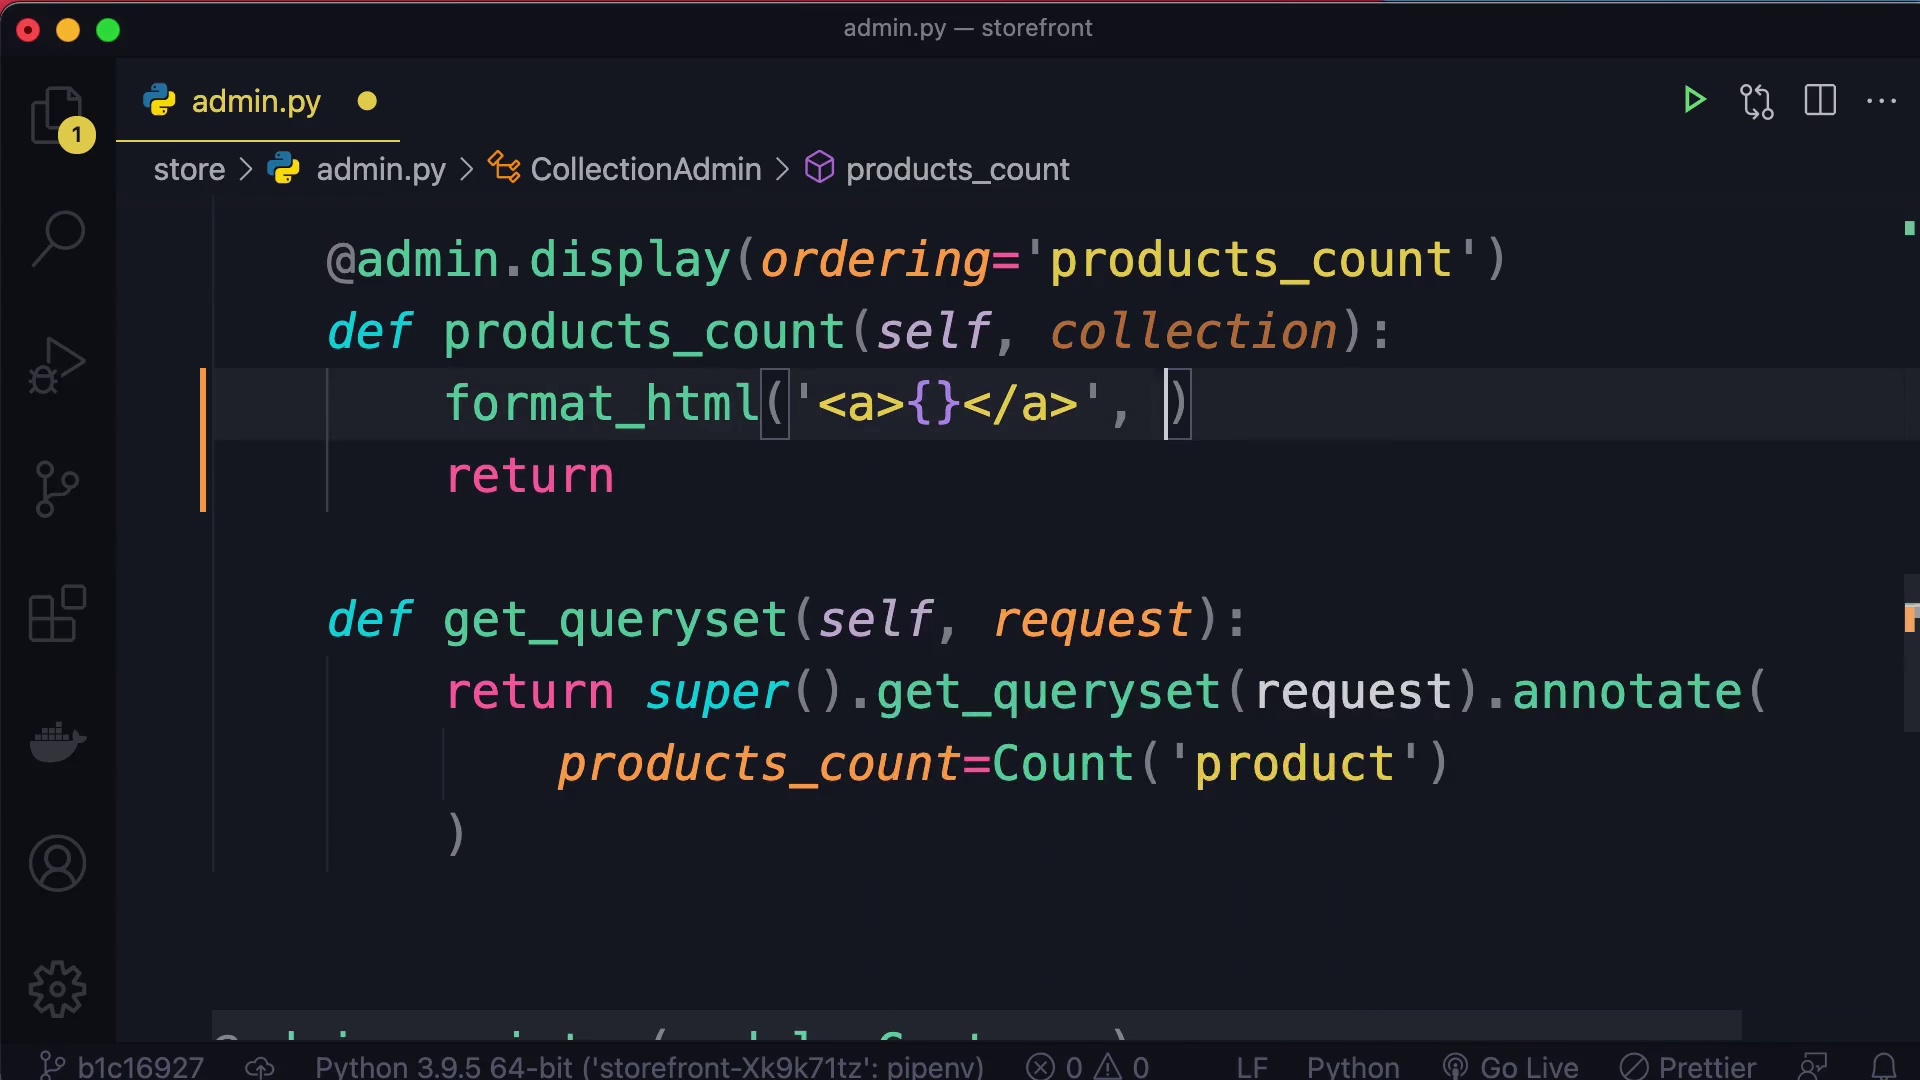 admin.py — storefront
admin.py
1
store > admin.py > CollectionAdmin > products_count
@admin.display(ordering='products_count')
def products_count(self, collection):
format_html('<a>{}</a>', )
return
def get_queryset(self, request):
return super().get_queryset(request).annotate(
products_count=Count('product')
)
b1c16927 Python 3.9.5 64-bit ('storefront-Xk9k71tz': pipenv) 0 0 LF Python Go Live Prettier